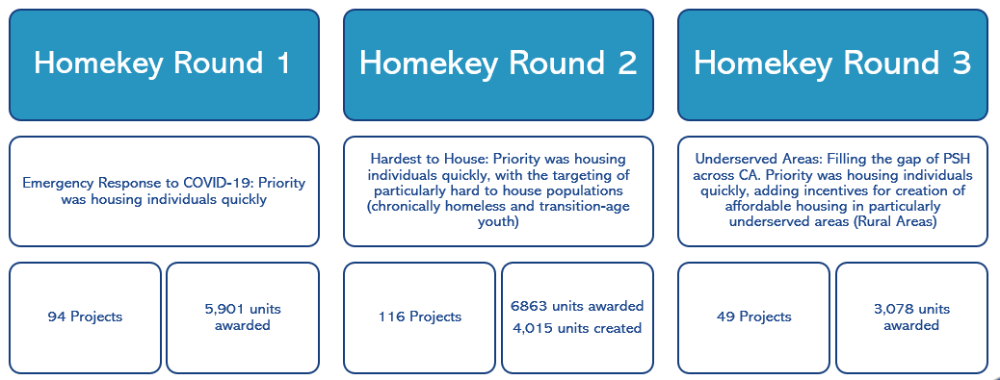 Homekey Round 1
Homekey Round 2
Homekey Round 3
Emergency Response to COVID-19: Priority
was housing individuals quickly
Hardest to House: Priority was housing
individuals quickly, with the targeting of
particularly hard to house populations
(chronically homeless and transition-age
youth)
Underserved Areas: Filling the gap of PSH
across CA. Priority was housing individuals
quickly, adding incentives for creation of
affordable housing in particularly
underserved areas (Rural Areas)
94 Projects
5,901 units
awarded
116 Projects
6863 units awarded
4,015 units created
49 Projects
3,078 units
awarded